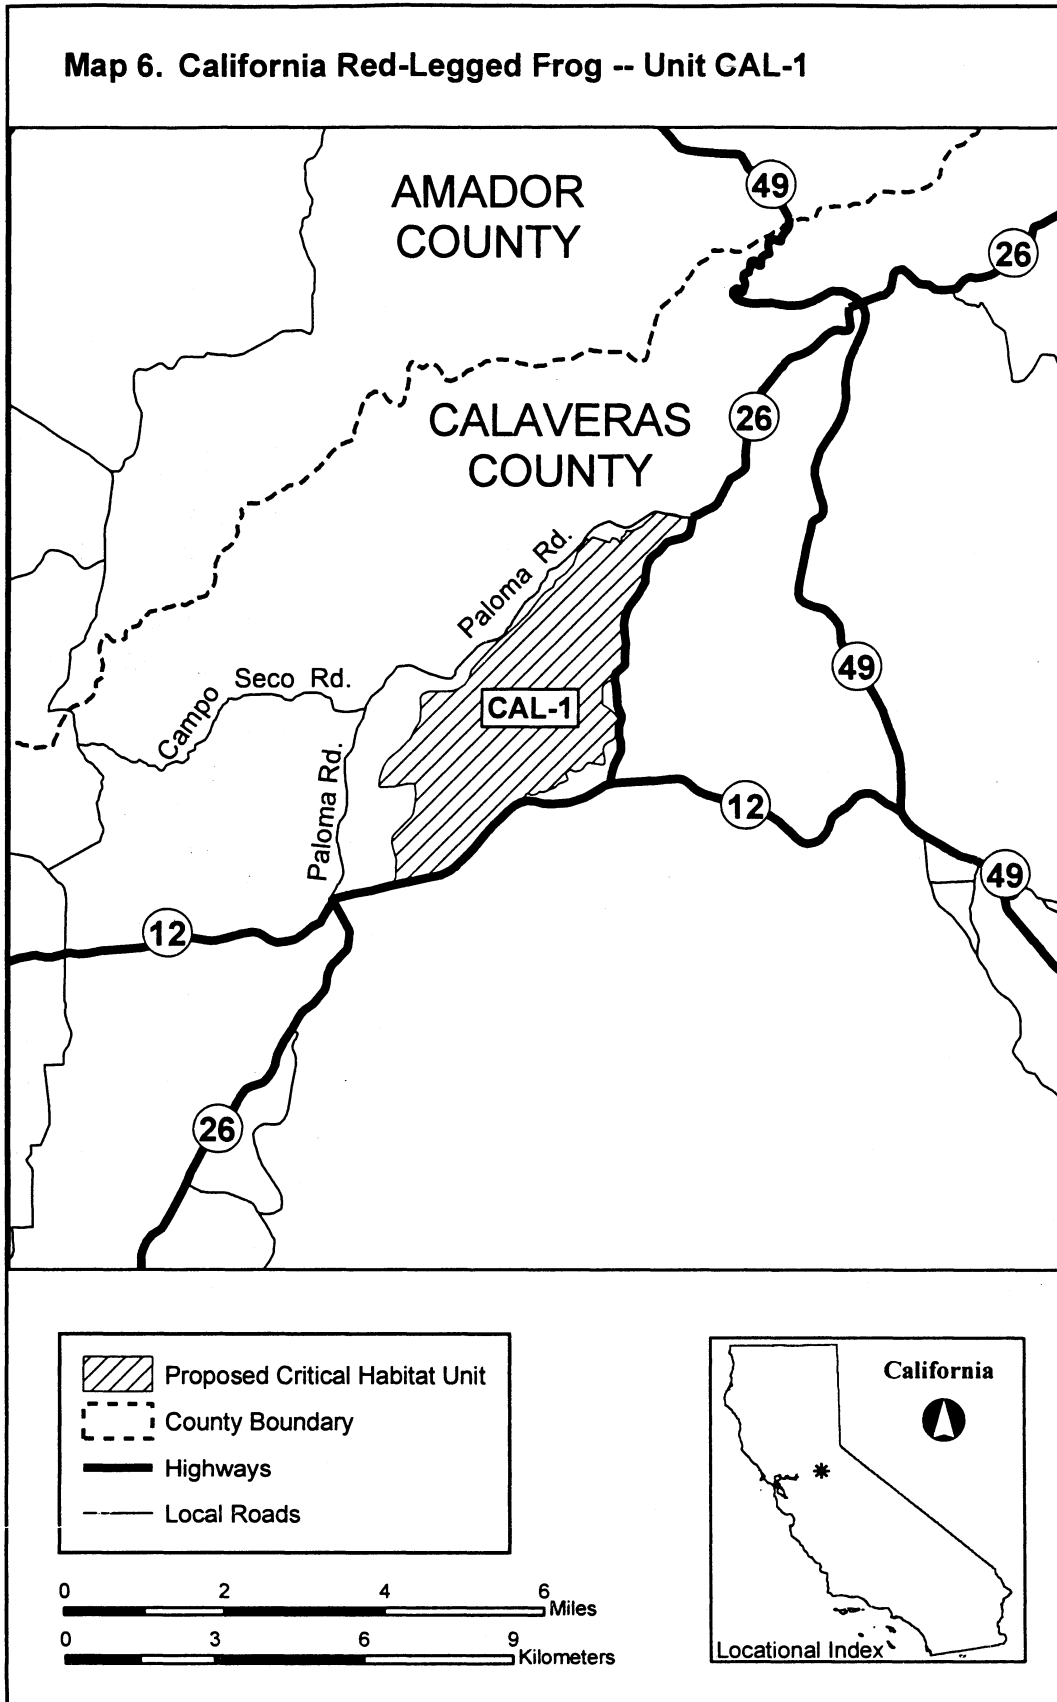 Map 6. California Red-Legged Frog -- Unit CAL-1
AMADOR
COUNTY
49
26
CALAVERAS
COUNTY
26
Paloma Rd.
49
Campo Seco Rd.
CAL-1
Paloma Rd.
12
49
12
26
Proposed Critical Habitat Unit
County Boundary
Highways
Local Roads
0 2 4 6 Miles
0 3 6 9 Kilometers
California
Locational Index